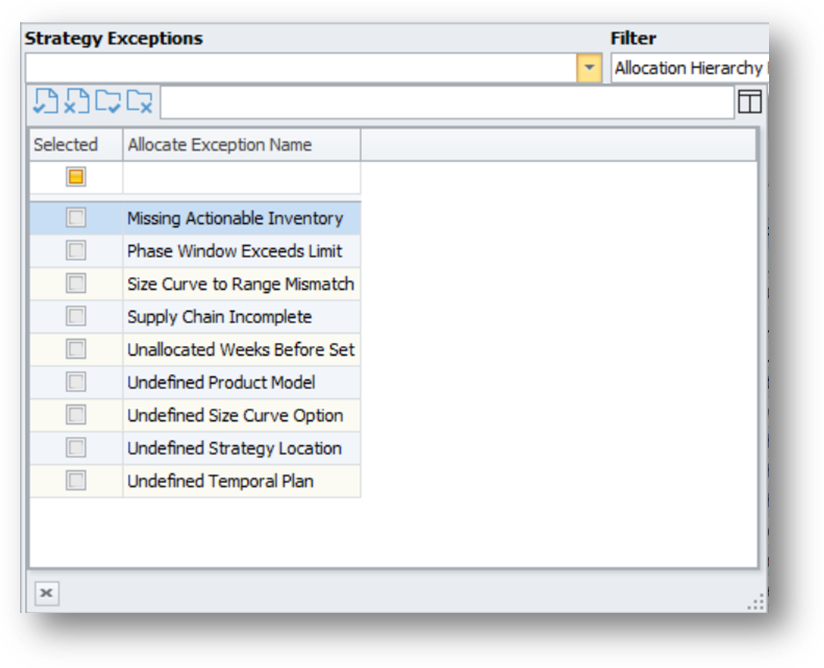 Strategy Exceptions
Filter
Allocation Hierarchy
Selected
Allocate Exception Name
Missing Actionable Inventory
Phase Window Exceeds Limit
Size Curve to Range Mismatch
Supply Chain Incomplete
Unallocated Weeks Before Set
Undefined Product Model
Undefined Size Curve Option
Undefined Strategy Location
Undefined Temporal Plan